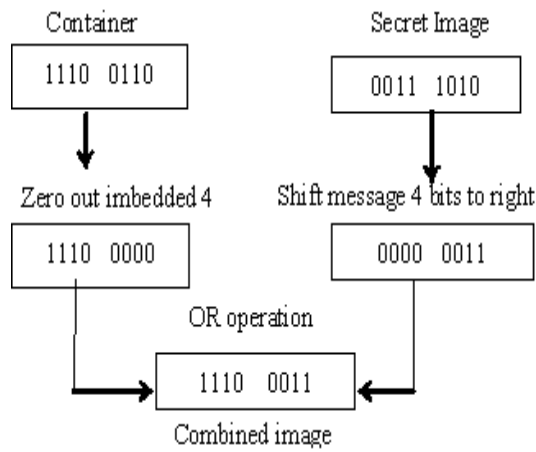 Container
Secret Image
1110 0110
0011 1010
Zero out imbedded 4
Shift message 4 bits to right
1110 0000
0000 0011
OR operation
1110 0011
Combined image